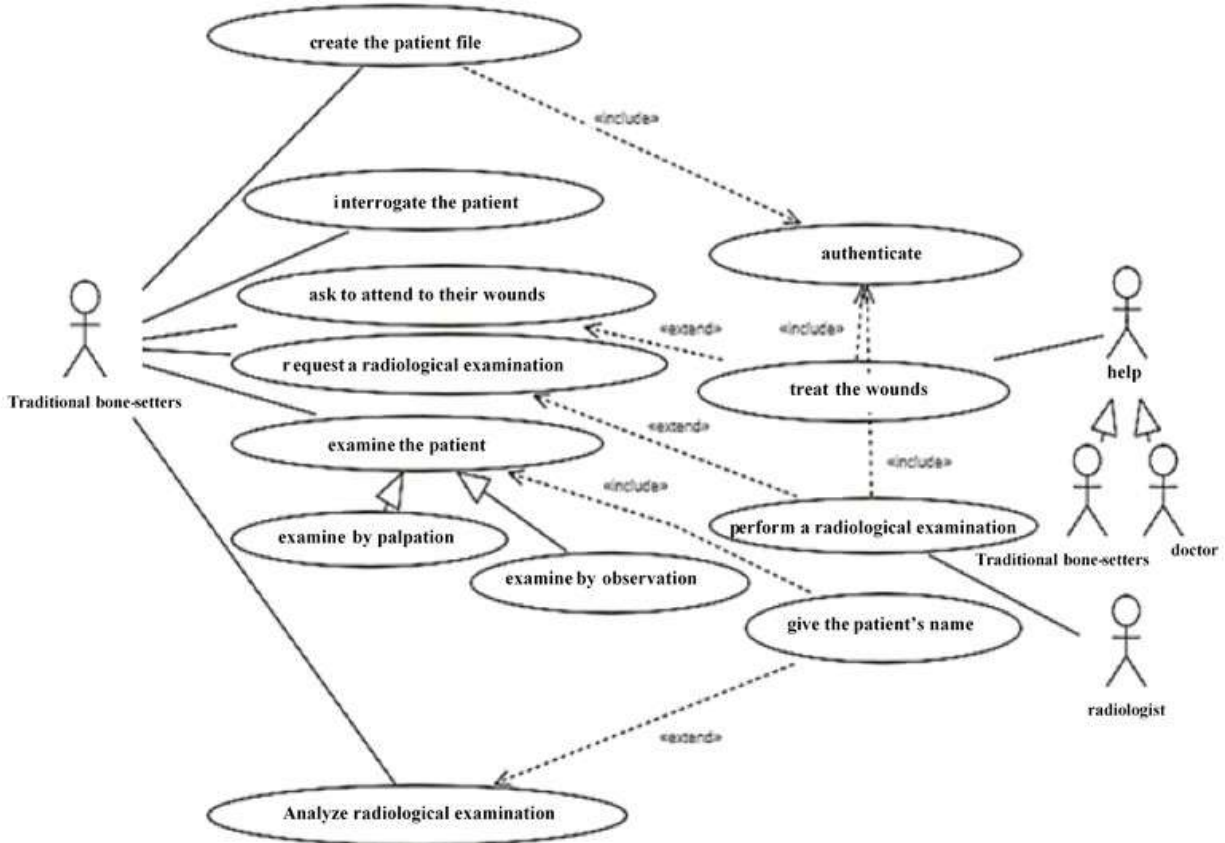 create the patient file
«include»
interrogate the patient
authenticate
ask to attend to their wounds
«extend»
«include»
request a radiological examination
help
treat the wounds
Traditional bone-setters
«extend»
examine the patient
«include»
«include»
perform a radiological examination
examine by palpation
Traditional bone-setters
doctor
examine by observation
give the patient's name
radiologist
«extend»
Analyze radiological examination